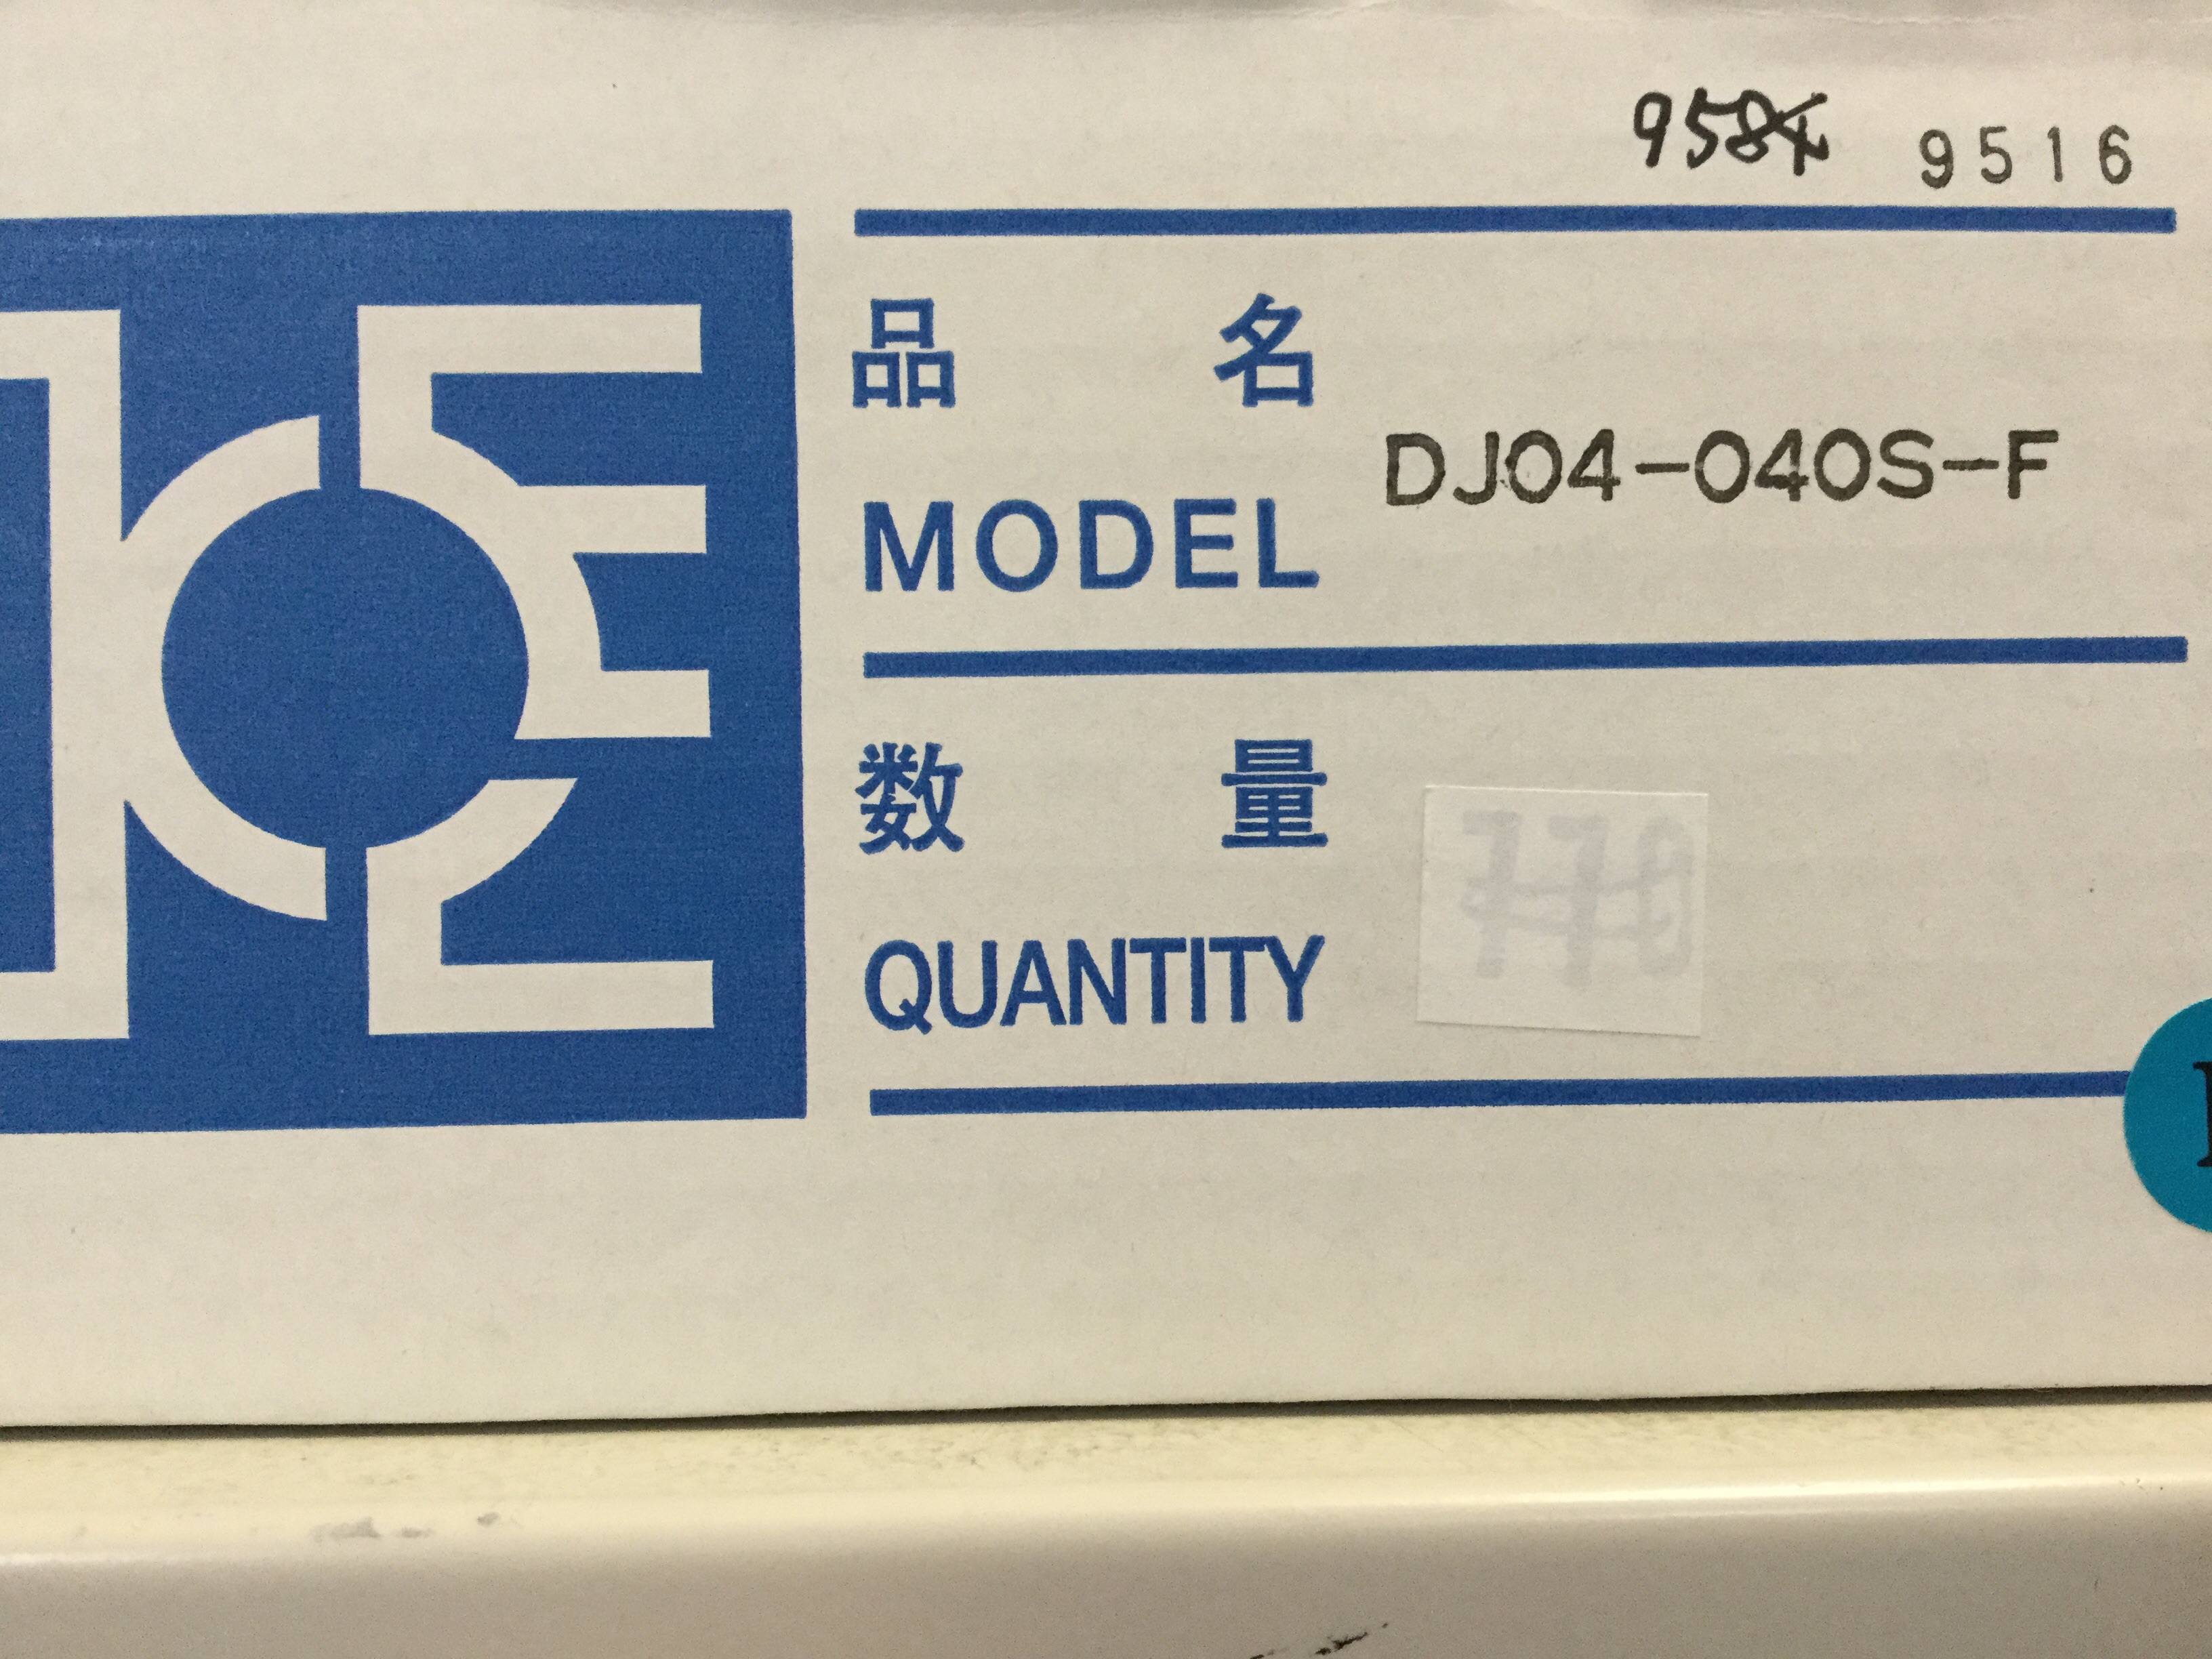 9516
品名
MODEL DJ04-040S-F
数量
QUANTITY